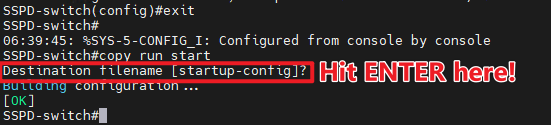 SSPD-switch(config)#exit
SSPD-switch#
06:39:45: %SYS-5-CONFIG_I: Configured from console by console
SSPD-switch#copy run start
Destination filename [startup-config]? Hit ENTER here!
Building configuration...
[OK]
SSPD-switch#